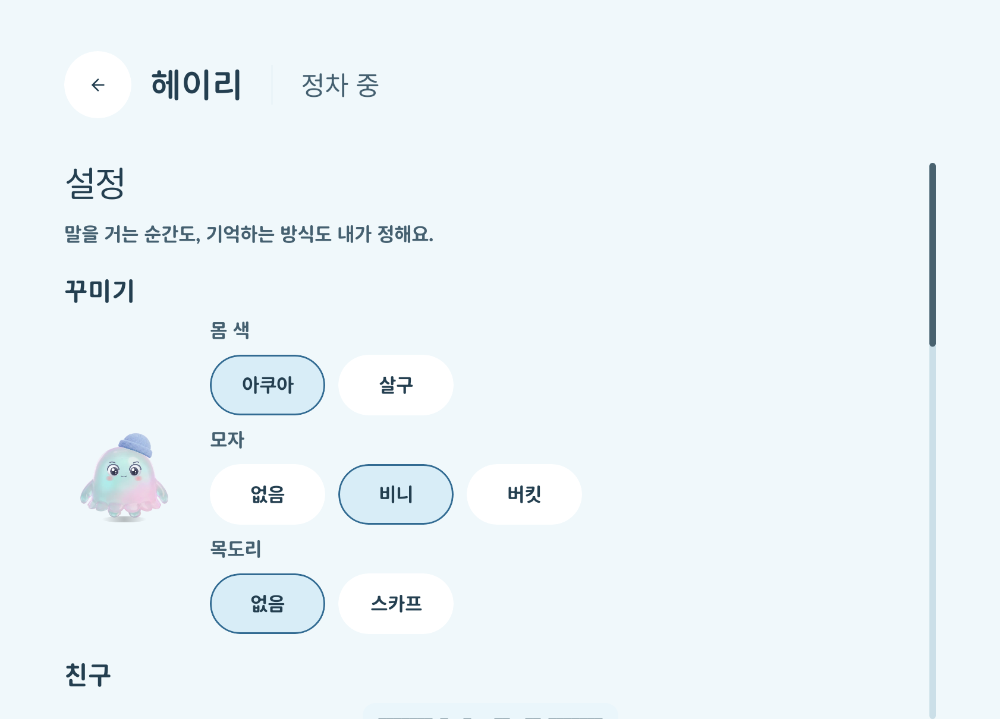 헤이리
정차 중
설정
말을 거는 순간도, 기억하는 방식도 내가 정해요.
꾸미기
몸 색
아쿠아
살구
모자
없음
비니
버킷
목도리
없음
스카프
친구